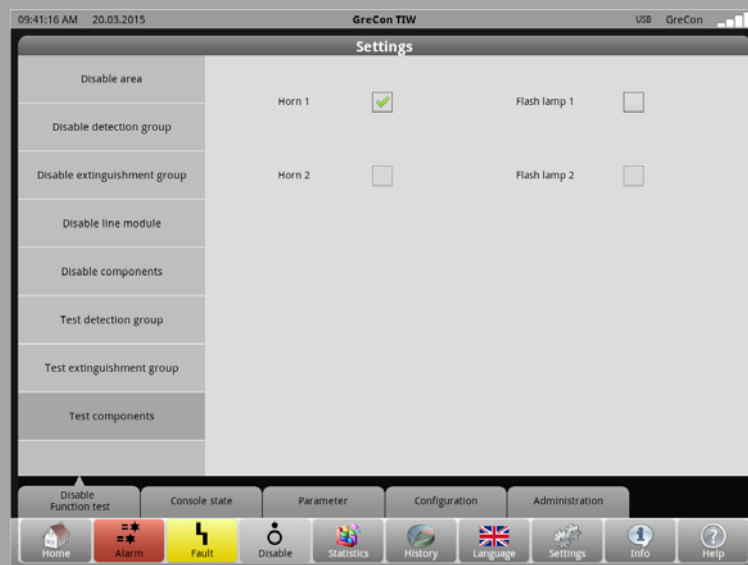 09:41:16 AM 20.03.2015 GreCon TIW USB GreCon
Settings
Disable area
Disable detection group
Disable extinguishment group
Disable line module
Disable components
Test detection group
Test extinguishment group
Test components
Horn 1 Flash lamp 1
Horn 2 Flash lamp 2
Disable
Function test
Console state
Parameter
Configuration
Administration
Home
Alarm
Fault
Disable
Statistics
History
Language
Settings
Info
Help